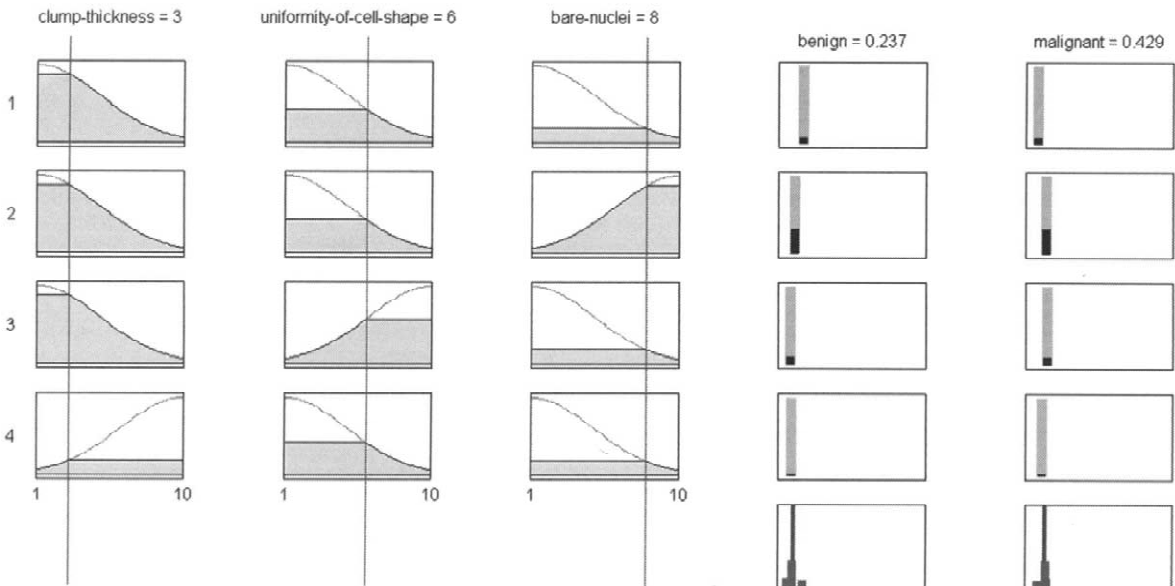 clump-thickness = 3 uniformity-of-cell-shape = 6 bare-nuclei = 8
benign = 0.237 malignant = 0.429
1
2
3
4
1 10 1 10 1 10